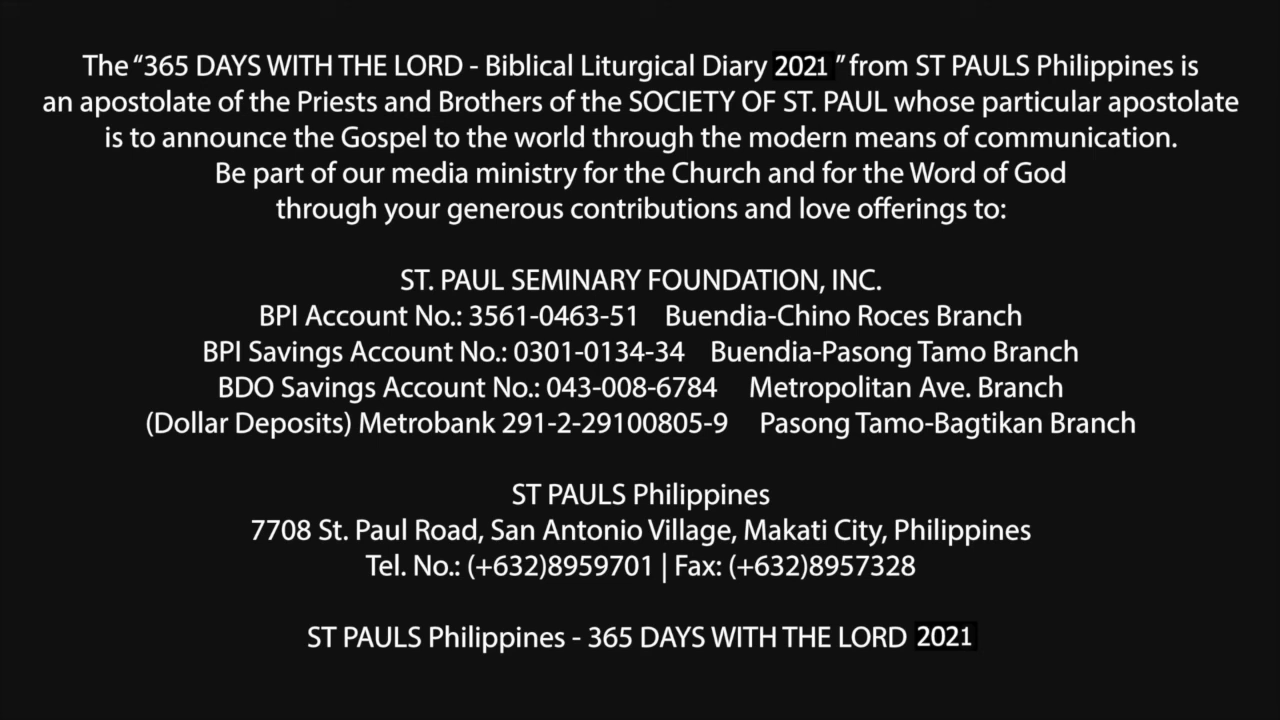 The “365 DAYS WITH THE LORD - Biblical Liturgical Diary 2021 ” from ST PAULS Philippines is
an apostolate of the Priests and Brothers of the SOCIETY OF ST. PAUL whose particular apostolate
is to announce the Gospel to the world through the modern means of communication.
Be part of our media ministry for the Church and for the Word of God
through your generous contributions and love offerings to:
ST. PAUL SEMINARY FOUNDATION, INC.
BPI Account No.: 3561-0463-51 Buendia-Chino Roces Branch
BPI Savings Account No.: 0301-0134-34 Buendia-Pasong Tamo Branch
BDO Savings Account No.: 043-008-6784 Metropolitan Ave. Branch
(Dollar Deposits) Metrobank 291-2-29100805-9 Pasong Tamo-Bagtikan Branch
ST PAULS Philippines
7708 St. Paul Road, San Antonio Village, Makati City, Philippines
Tel. No.: (+632)8959701 | Fax: (+632)8957328
ST PAULS Philippines - 365 DAYS WITH THE LORD 2021